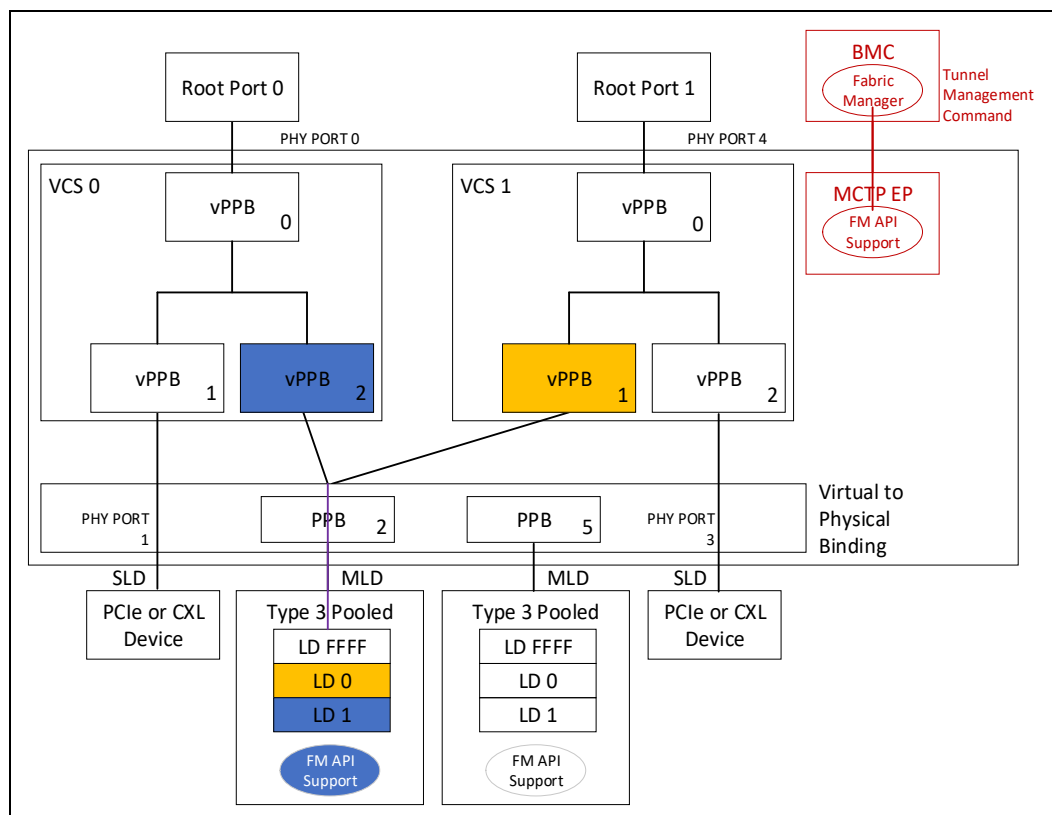 Root Port 0
Root Port 1
BMC
Fabric
Manager
Tunnel
Management
Command
PHY PORT 0
PHY PORT 4
VCS 0
vPPB
0
VCS 1
vPPB
0
MCTP EP
FM API
Support
vPPB
1
vPPB
2
vPPB
1
vPPB
2
PHY PORT
1
PPB
2
PPB
5
PHY PORT
3
Virtual to
Physical
Binding
SLD
MLD
MLD
SLD
PCIe or CXL
Device
Type 3 Pooled
LD FFFF
LD 0
LD 1
FM API
Support
Type 3 Pooled
LD FFFF
LD 0
LD 1
FM API
Support
PCIe or CXL
Device